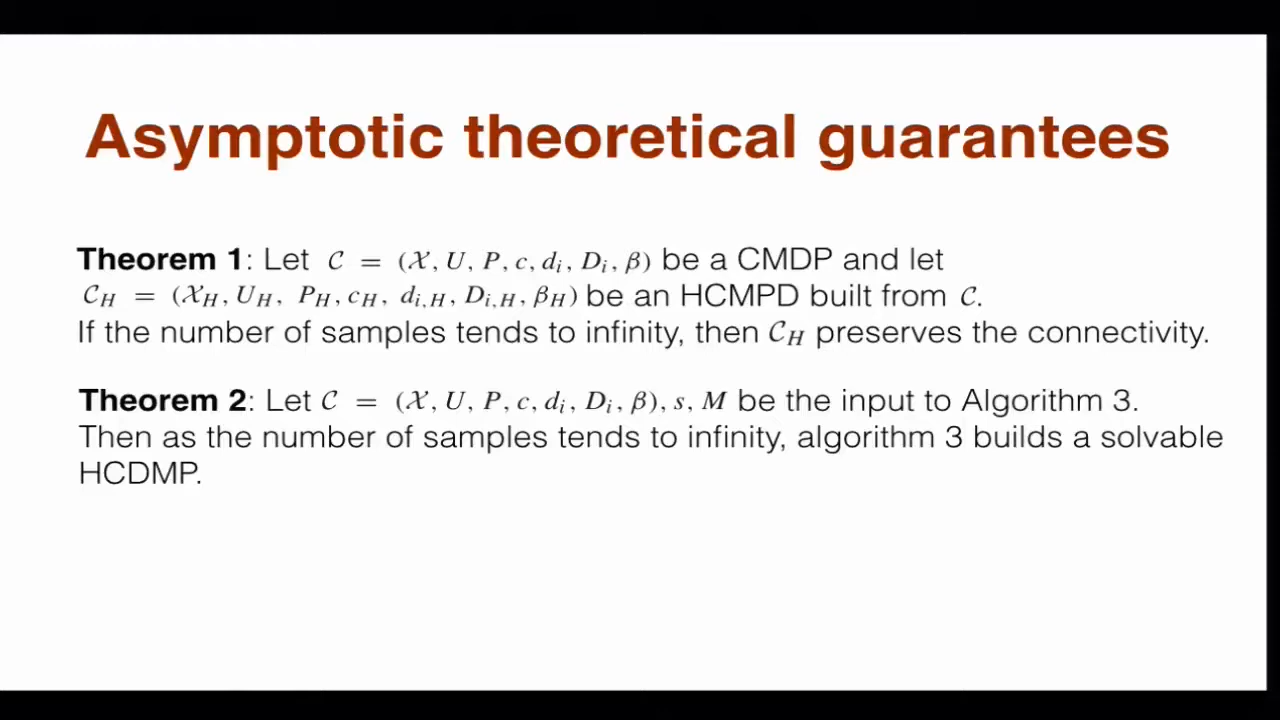 Asymptotic theoretical guarantees
Theorem 1: Let 𝒞 = (𝒳, U, P, c, dᵢ, Dᵢ, β) be a CMDP and let
𝒞_H = (𝒳_H, U_H, P_H, c_H, d_{i,H}, D_{i,H}, β_H) be an HCMPD built from 𝒞.
If the number of samples tends to infinity, then 𝒞_H preserves the connectivity.
Theorem 2: Let 𝒞 = (𝒳, U, P, c, dᵢ, Dᵢ, β), s, M be the input to Algorithm 3.
Then as the number of samples tends to infinity, algorithm 3 builds a solvable
HCDMP.